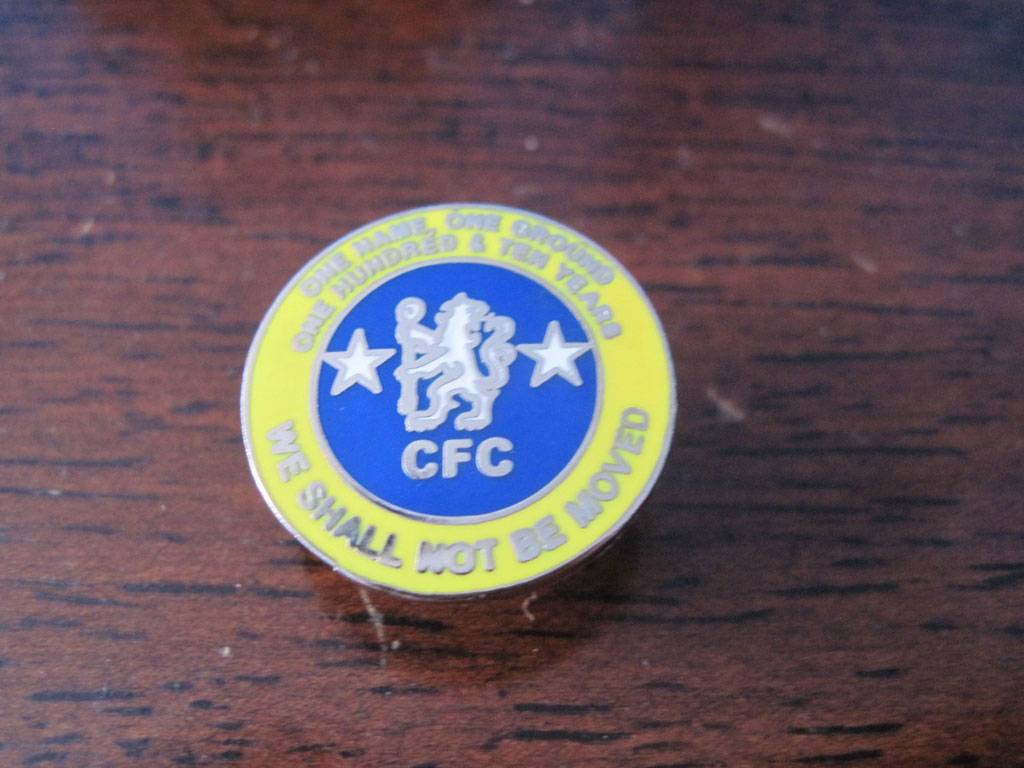 ONE NAME, ONE GROUND
ONE HUNDRED & TEN YEARS
CFC
WE SHALL NOT BE MOVED